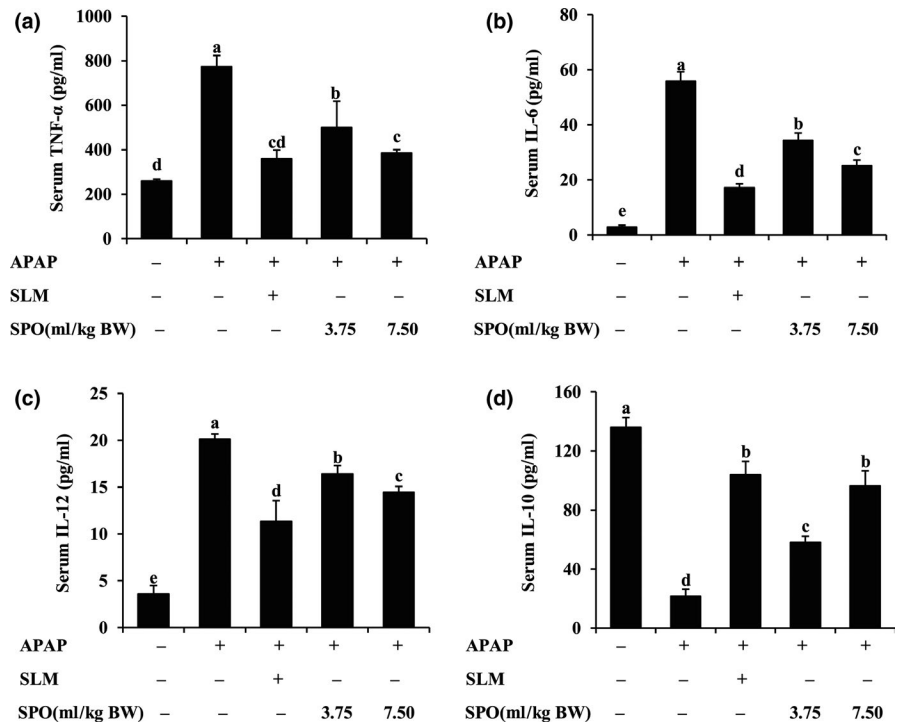 (a)
1000
800
600
400
200
0
Serum TNF-α (pg/ml)
d
a
cd
b
c
APAP – + + + +
SLM – – + – –
SPO(ml/kg BW) – – – 3.75 7.50
(b)
80
60
40
20
0
Serum IL-6 (pg/ml)
e
a
d
b
c
APAP – + + + +
SLM – – + – –
SPO(ml/kg BW) – – – 3.75 7.50
(c)
25
20
15
10
5
0
Serum IL-12 (pg/ml)
e
a
d
b
c
APAP – + + + +
SLM – – + – –
SPO(ml/kg BW) – – – 3.75 7.50
(d)
160
120
80
40
0
Serum IL-10 (pg/ml)
a
d
b
c
b
APAP – + + + +
SLM – – + – –
SPO(ml/kg BW) – – – 3.75 7.50